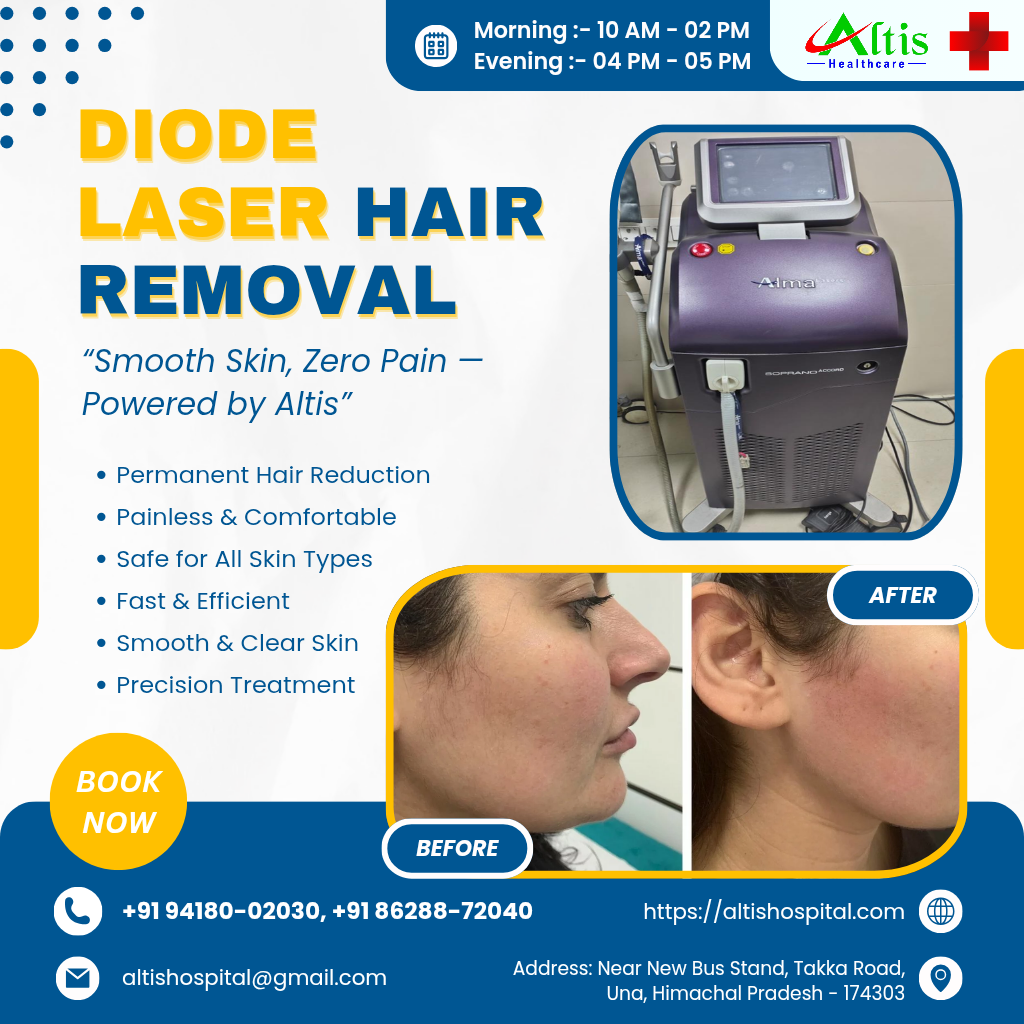 Morning :- 10 AM - 02 PM
Evening :- 04 PM - 05 PM
Altis
Healthcare
DIODE
LASER HAIR
REMOVAL
“Smooth Skin, Zero Pain —
Powered by Altis”
• Permanent Hair Reduction
• Painless & Comfortable
• Safe for All Skin Types
• Fast & Efficient
• Smooth & Clear Skin
• Precision Treatment
Alma
SOPRANO ACCORD
AFTER
BEFORE
BOOK
NOW
+91 94180-02030, +91 86288-72040
https://altishospital.com
altishospital@gmail.com
Address: Near New Bus Stand, Takka Road,
Una, Himachal Pradesh - 174303